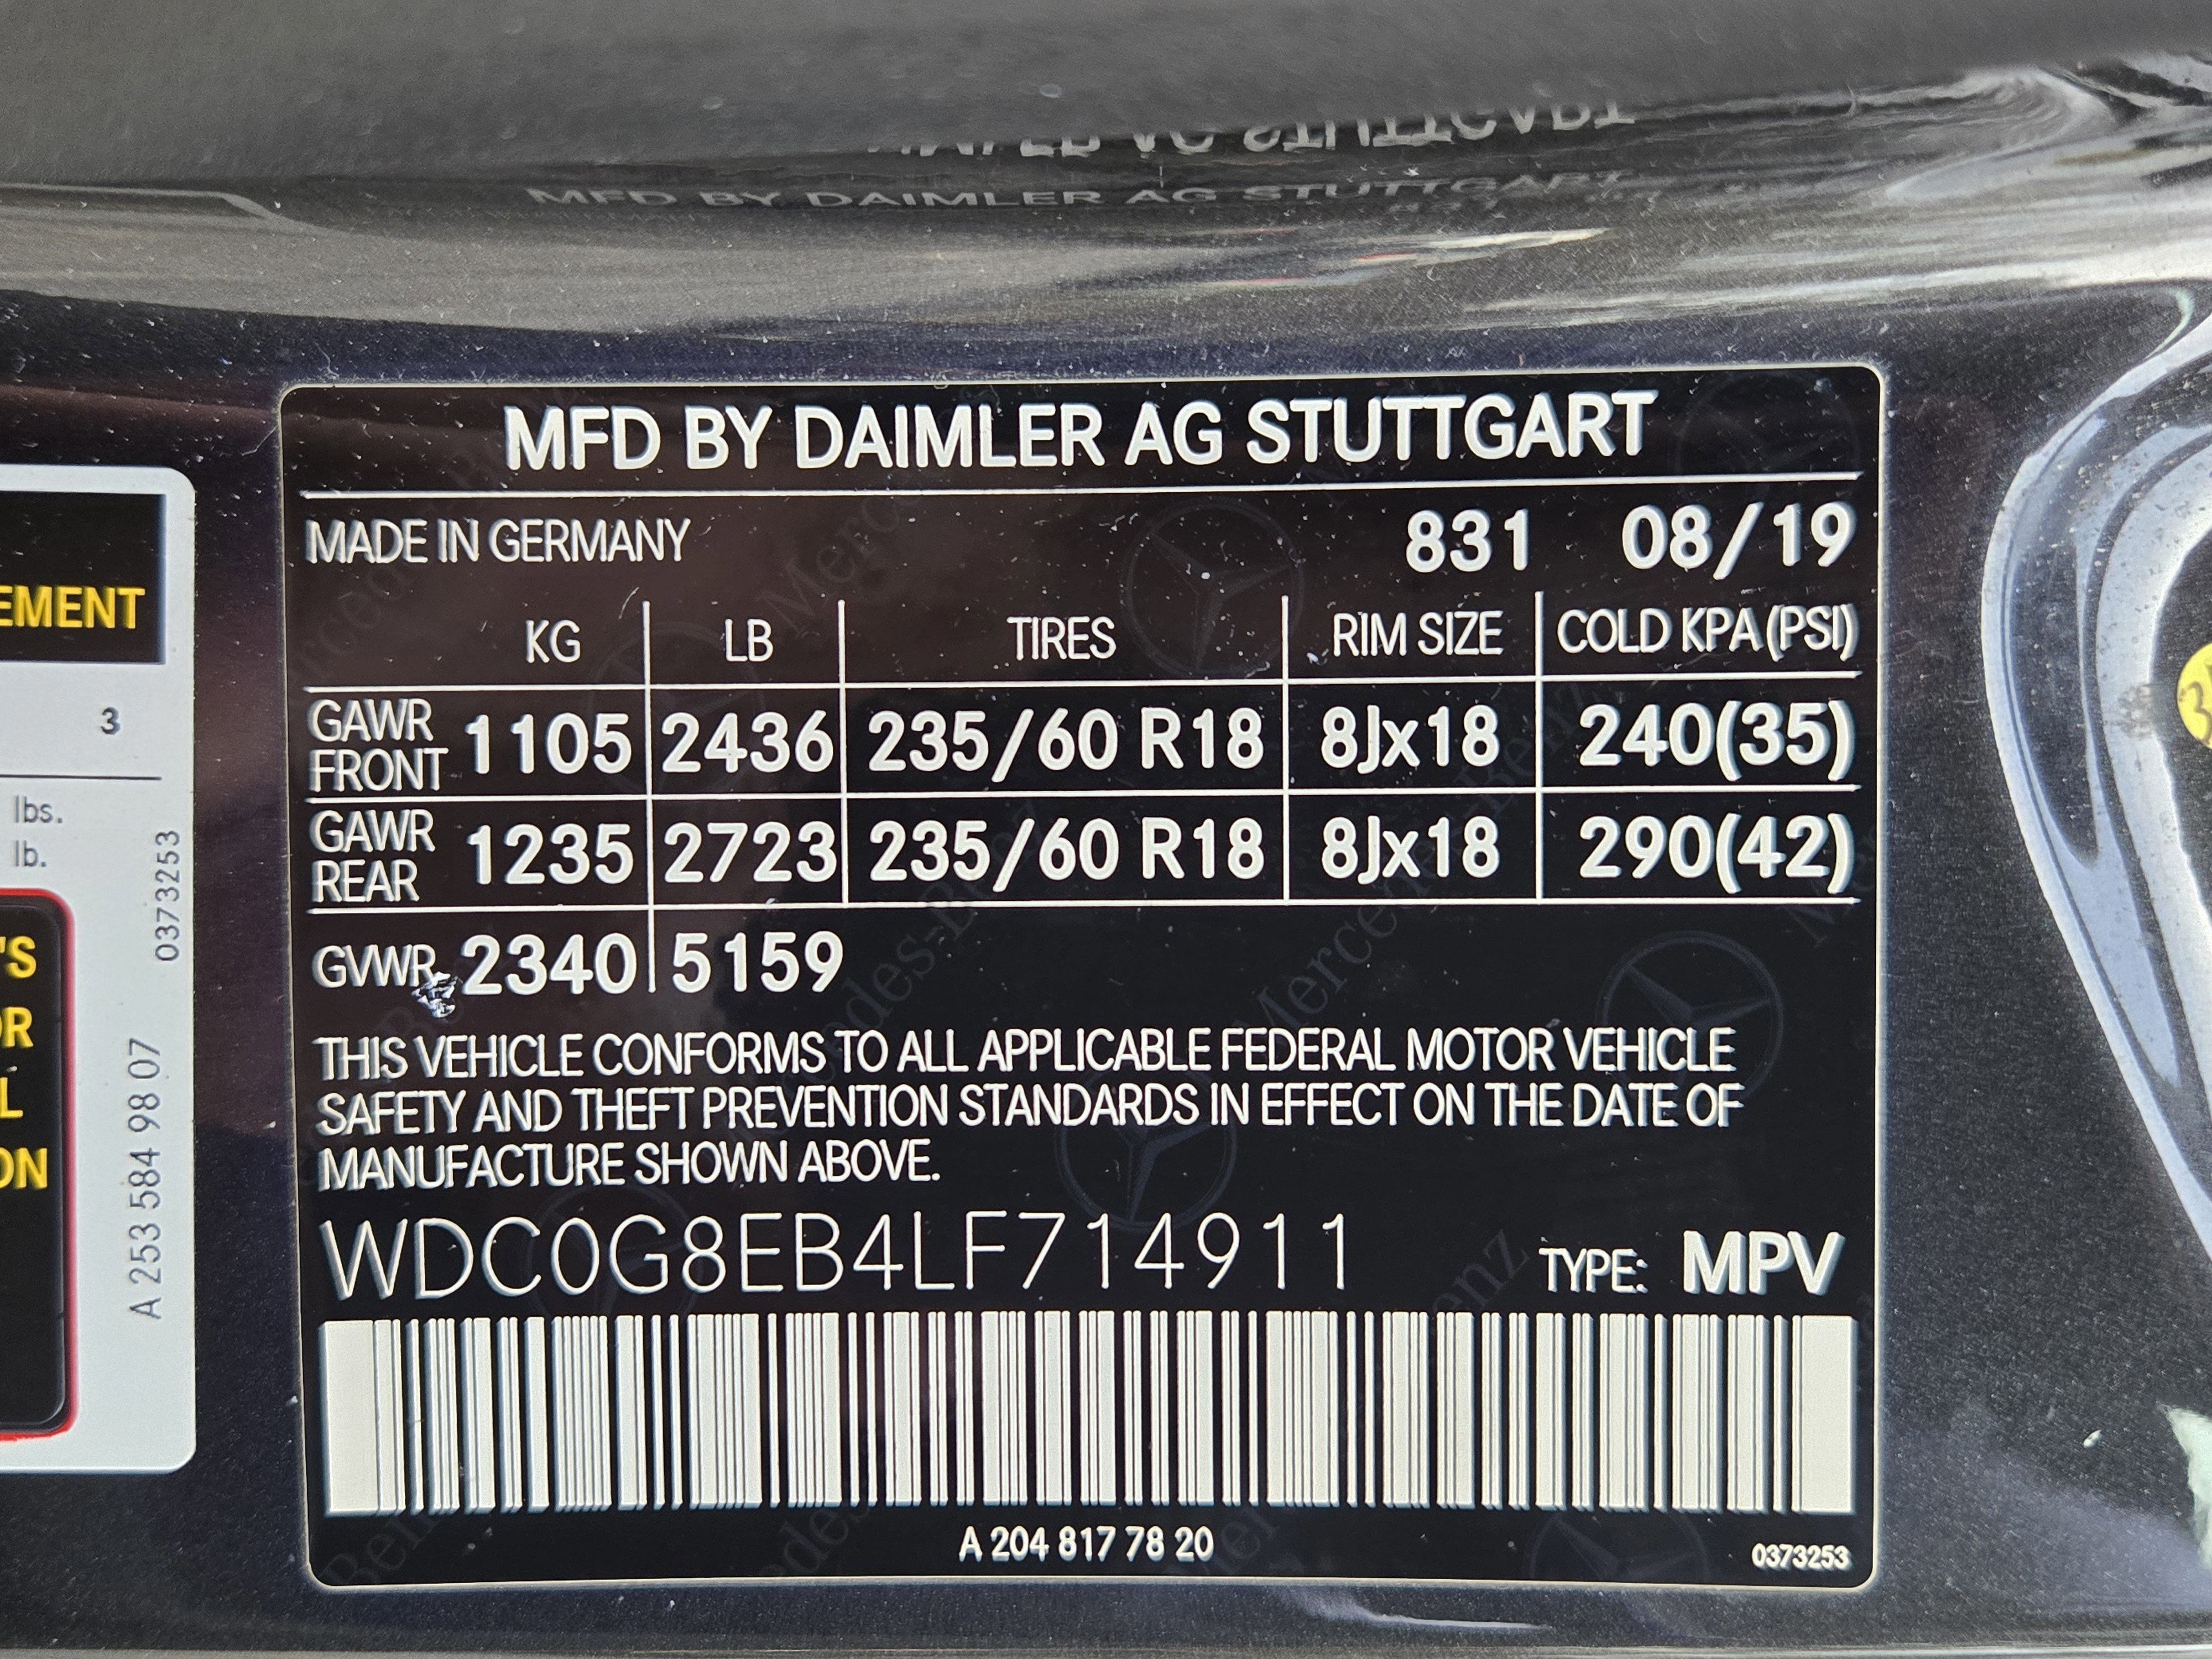 MFD BY DAIMLER AG STUTTGART
MFD BY DAIMLER AG STUTTGART
MADE IN GERMANY 831 08/19
KG LB TIRES RIM SIZE COLD KPA (PSI)
GAWR FRONT 1105 2436 235/60 R18 8Jx18 240(35)
GAWR REAR 1235 2723 235/60 R18 8Jx18 290(42)
GVWR 2340 5159
THIS VEHICLE CONFORMS TO ALL APPLICABLE FEDERAL MOTOR VEHICLE
SAFETY AND THEFT PREVENTION STANDARDS IN EFFECT ON THE DATE OF
MANUFACTURE SHOWN ABOVE.
WDC0G8EB4LF714911 TYPE: MPV
A 204 817 78 20
0373253
EMENT
3
lbs.
lb.
0373253
'S
OR
L
ON
A 253 584 98 07
Mercedes-Benz